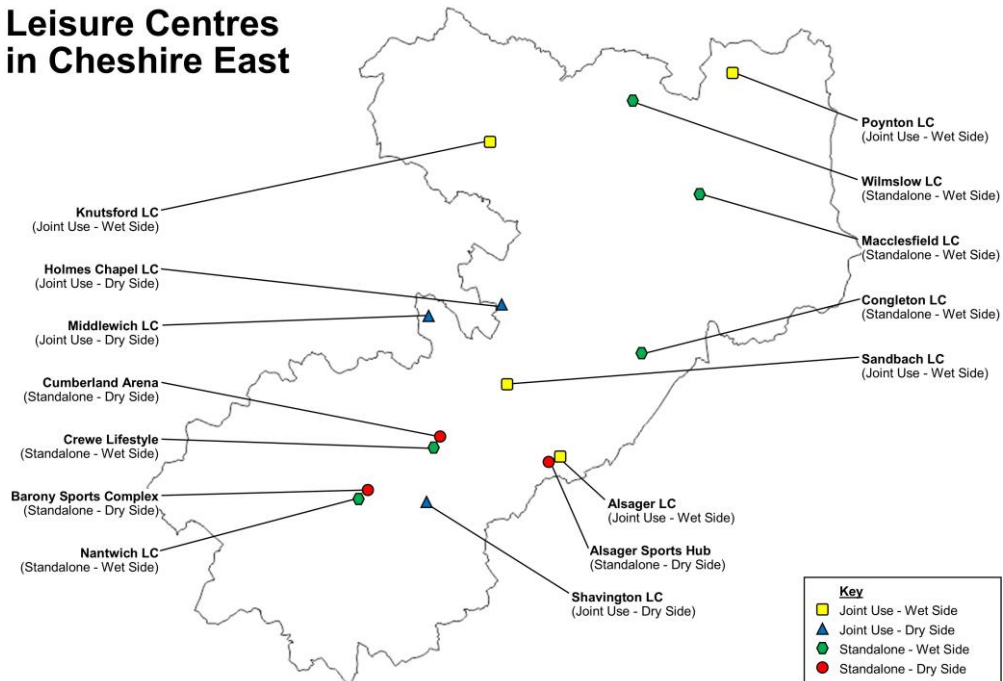 Leisure Centres
in Cheshire East
Poynton LC
(Joint Use - Wet Side)
Wilmslow LC
(Standalone - Wet Side)
Macclesfield LC
(Standalone - Wet Side)
Congleton LC
(Standalone - Wet Side)
Sandbach LC
(Joint Use - Wet Side)
Knutsford LC
(Joint Use - Wet Side)
Holmes Chapel LC
(Joint Use - Dry Side)
Middlewich LC
(Joint Use - Dry Side)
Cumberland Arena
(Standalone - Dry Side)
Crewe Lifestyle
(Standalone - Wet Side)
Barony Sports Complex
(Standalone - Dry Side)
Nantwich LC
(Standalone - Wet Side)
Alsager LC
(Joint Use - Wet Side)
Alsager Sports Hub
(Standalone - Dry Side)
Shavington LC
(Joint Use - Dry Side)
Key
Joint Use - Wet Side
Joint Use - Dry Side
Standalone - Wet Side
Standalone - Dry Side